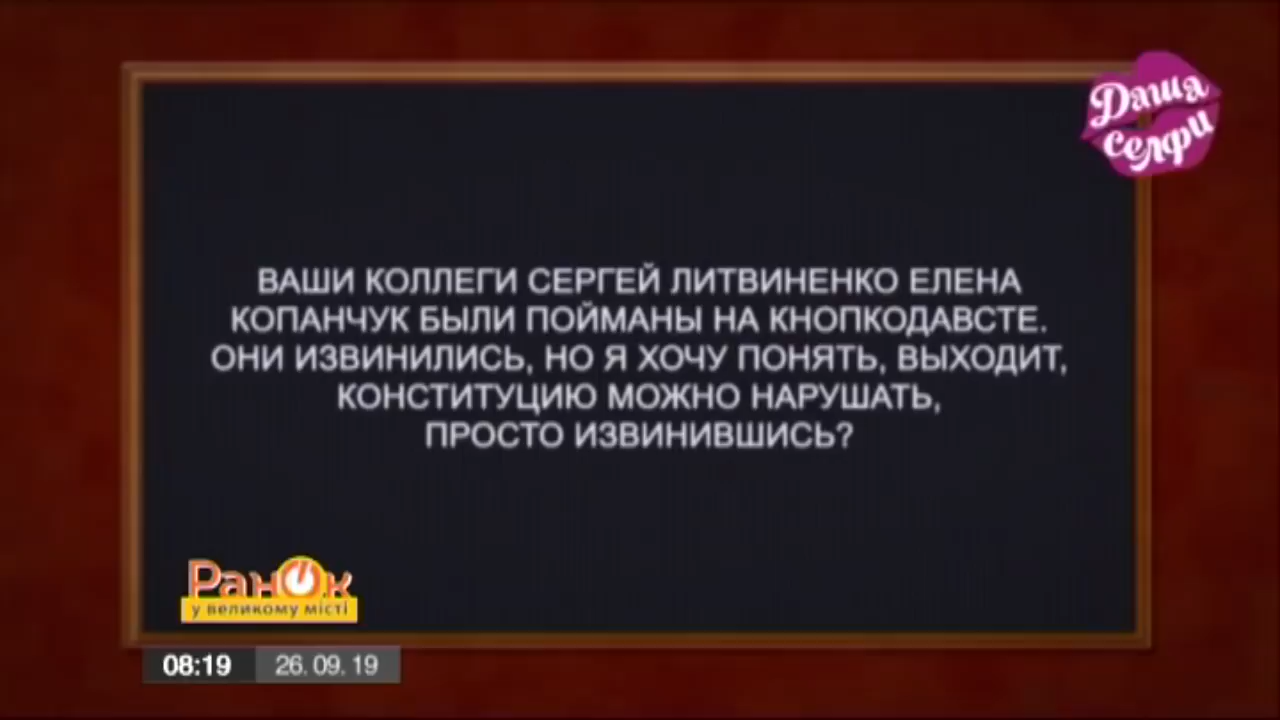 Даша
селфи
ВАШИ КОЛЛЕГИ СЕРГЕЙ ЛИТВИНЕНКО ЕЛЕНА
КОПАНЧУК БЫЛИ ПОЙМАНЫ НА КНОПКОДАВСТЕ.
ОНИ ИЗВИНИЛИСЬ, НО Я ХОЧУ ПОНЯТЬ, ВЫХОДИТ,
КОНСТИТУЦИЮ МОЖНО НАРУШАТЬ,
ПРОСТО ИЗВИНИВШИСЬ?
Ранок
у великому місті
08:19 26. 09. 19